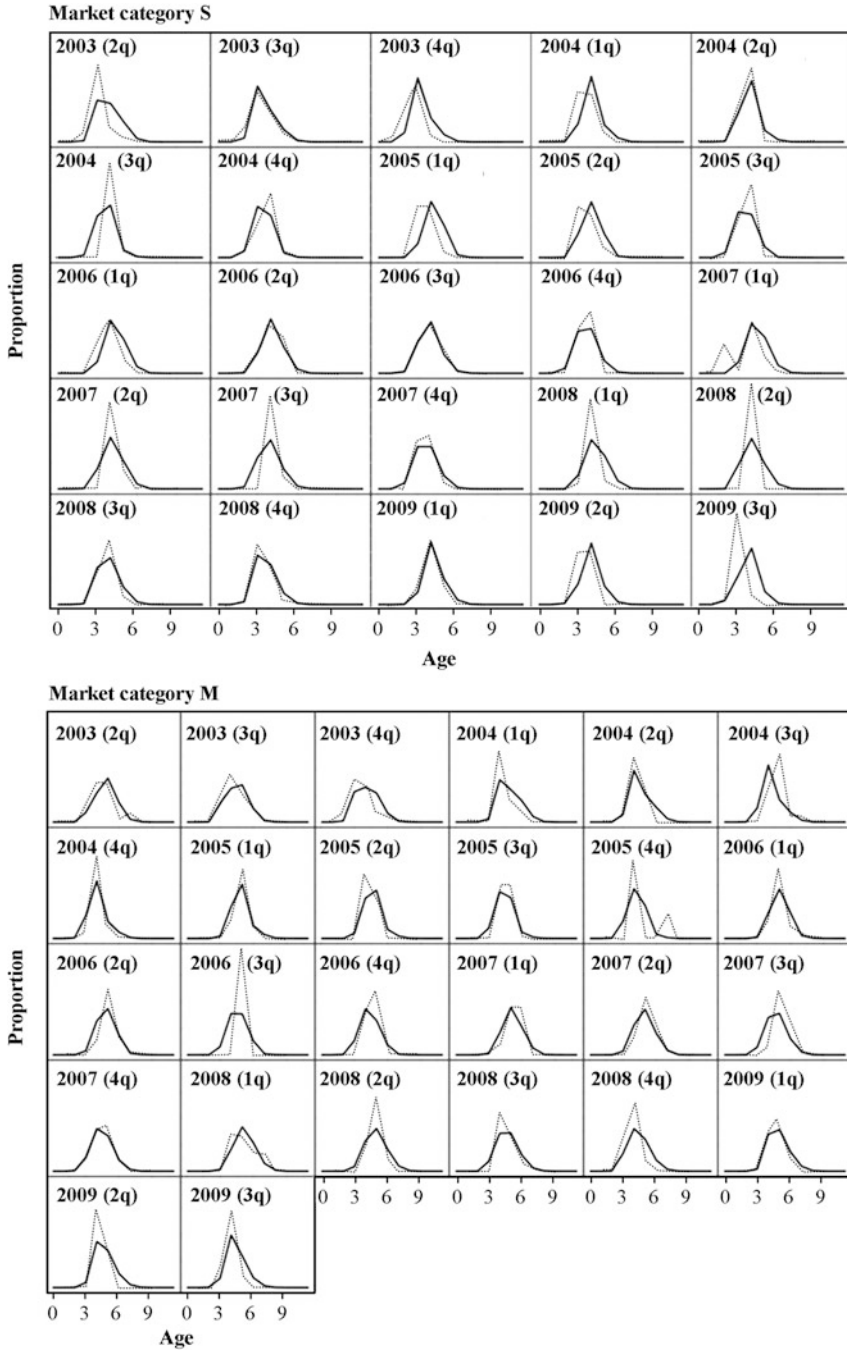 Market category S
2003 (2q) 2003 (3q) 2003 (4q) 2004 (1q) 2004 (2q)
2004 (3q) 2004 (4q) 2005 (1q) 2005 (2q) 2005 (3q)
2006 (1q) 2006 (2q) 2006 (3q) 2006 (4q) 2007 (1q)
2007 (2q) 2007 (3q) 2007 (4q) 2008 (1q) 2008 (2q)
2008 (3q) 2008 (4q) 2009 (1q) 2009 (2q) 2009 (3q)
Proportion
0 3 6 9 0 3 6 9 0 3 6 9 0 3 6 9 0 3 6 9
Age
Market category M
2003 (2q) 2003 (3q) 2003 (4q) 2004 (1q) 2004 (2q) 2004 (3q)
2004 (4q) 2005 (1q) 2005 (2q) 2005 (3q) 2005 (4q) 2006 (1q)
2006 (2q) 2006 (3q) 2006 (4q) 2007 (1q) 2007 (2q) 2007 (3q)
2007 (4q) 2008 (1q) 2008 (2q) 2008 (3q) 2008 (4q) 2009 (1q)
Proportion
0 3 6 9 0 3 6 9 0 3 6 9 0 3 6 9
2009 (2q) 2009 (3q)
0 3 6 9 0 3 6 9
Age